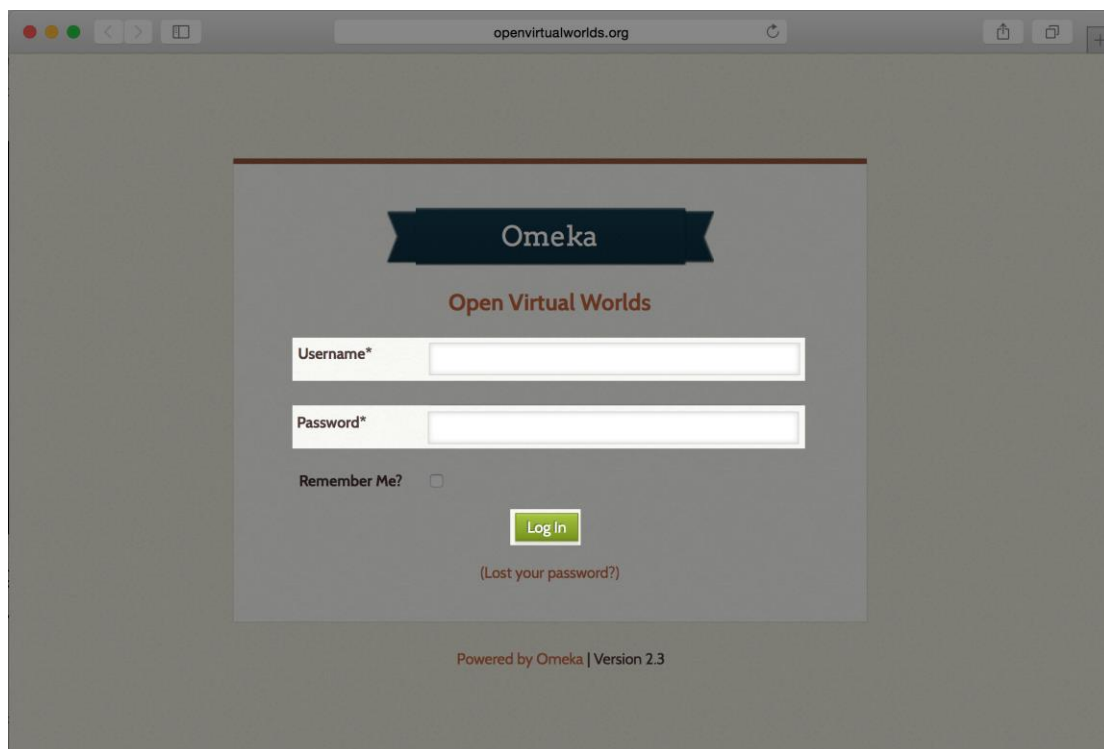 openvirtualworlds.org
Omeka
Open Virtual Worlds
Username*
Password*
Remember Me?
Log In
(Lost your password?)
Powered by Omeka | Version 2.3